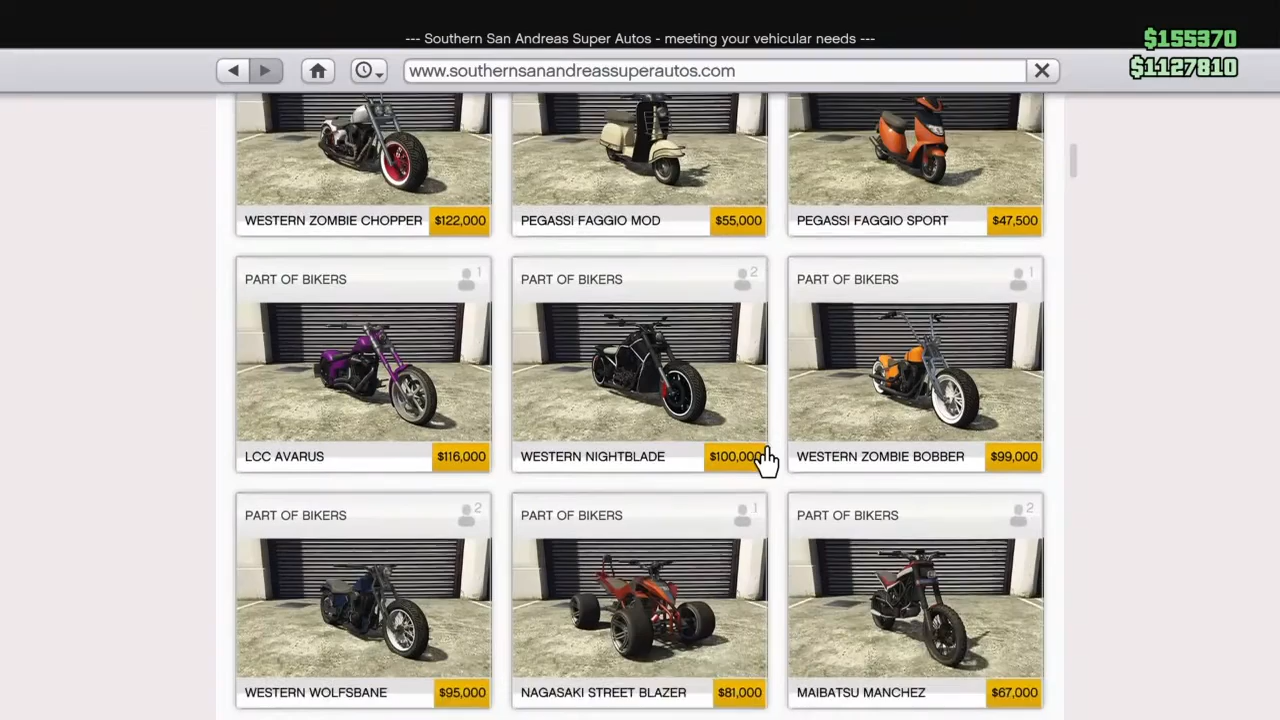 --- Southern San Andreas Super Autos - meeting your vehicular needs ---
$155370
$1127810
www.southernsanandreassuperautos.com
WESTERN ZOMBIE CHOPPER $122,000
PEGASSI FAGGIO MOD $55,000
PEGASSI FAGGIO SPORT $47,500
PART OF BIKERS 1
PART OF BIKERS 2
PART OF BIKERS 1
LCC AVARUS $116,000
WESTERN NIGHTBLADE $100,000
WESTERN ZOMBIE BOBBER $99,000
PART OF BIKERS 2
PART OF BIKERS 1
PART OF BIKERS 2
WESTERN WOLFSBANE $95,000
NAGASAKI STREET BLAZER $81,000
MAIBATSU MANCHEZ $67,000